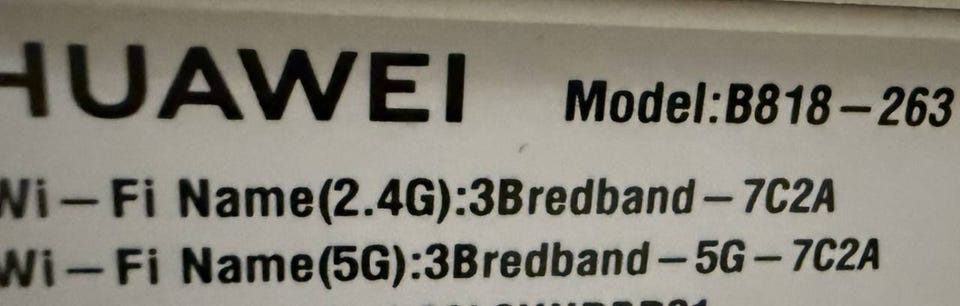 HUAWEI Model:B818-263
Wi-Fi Name(2.4G):3Bredband-7C2A
Wi-Fi Name(5G):3Bredband-5G-7C2A